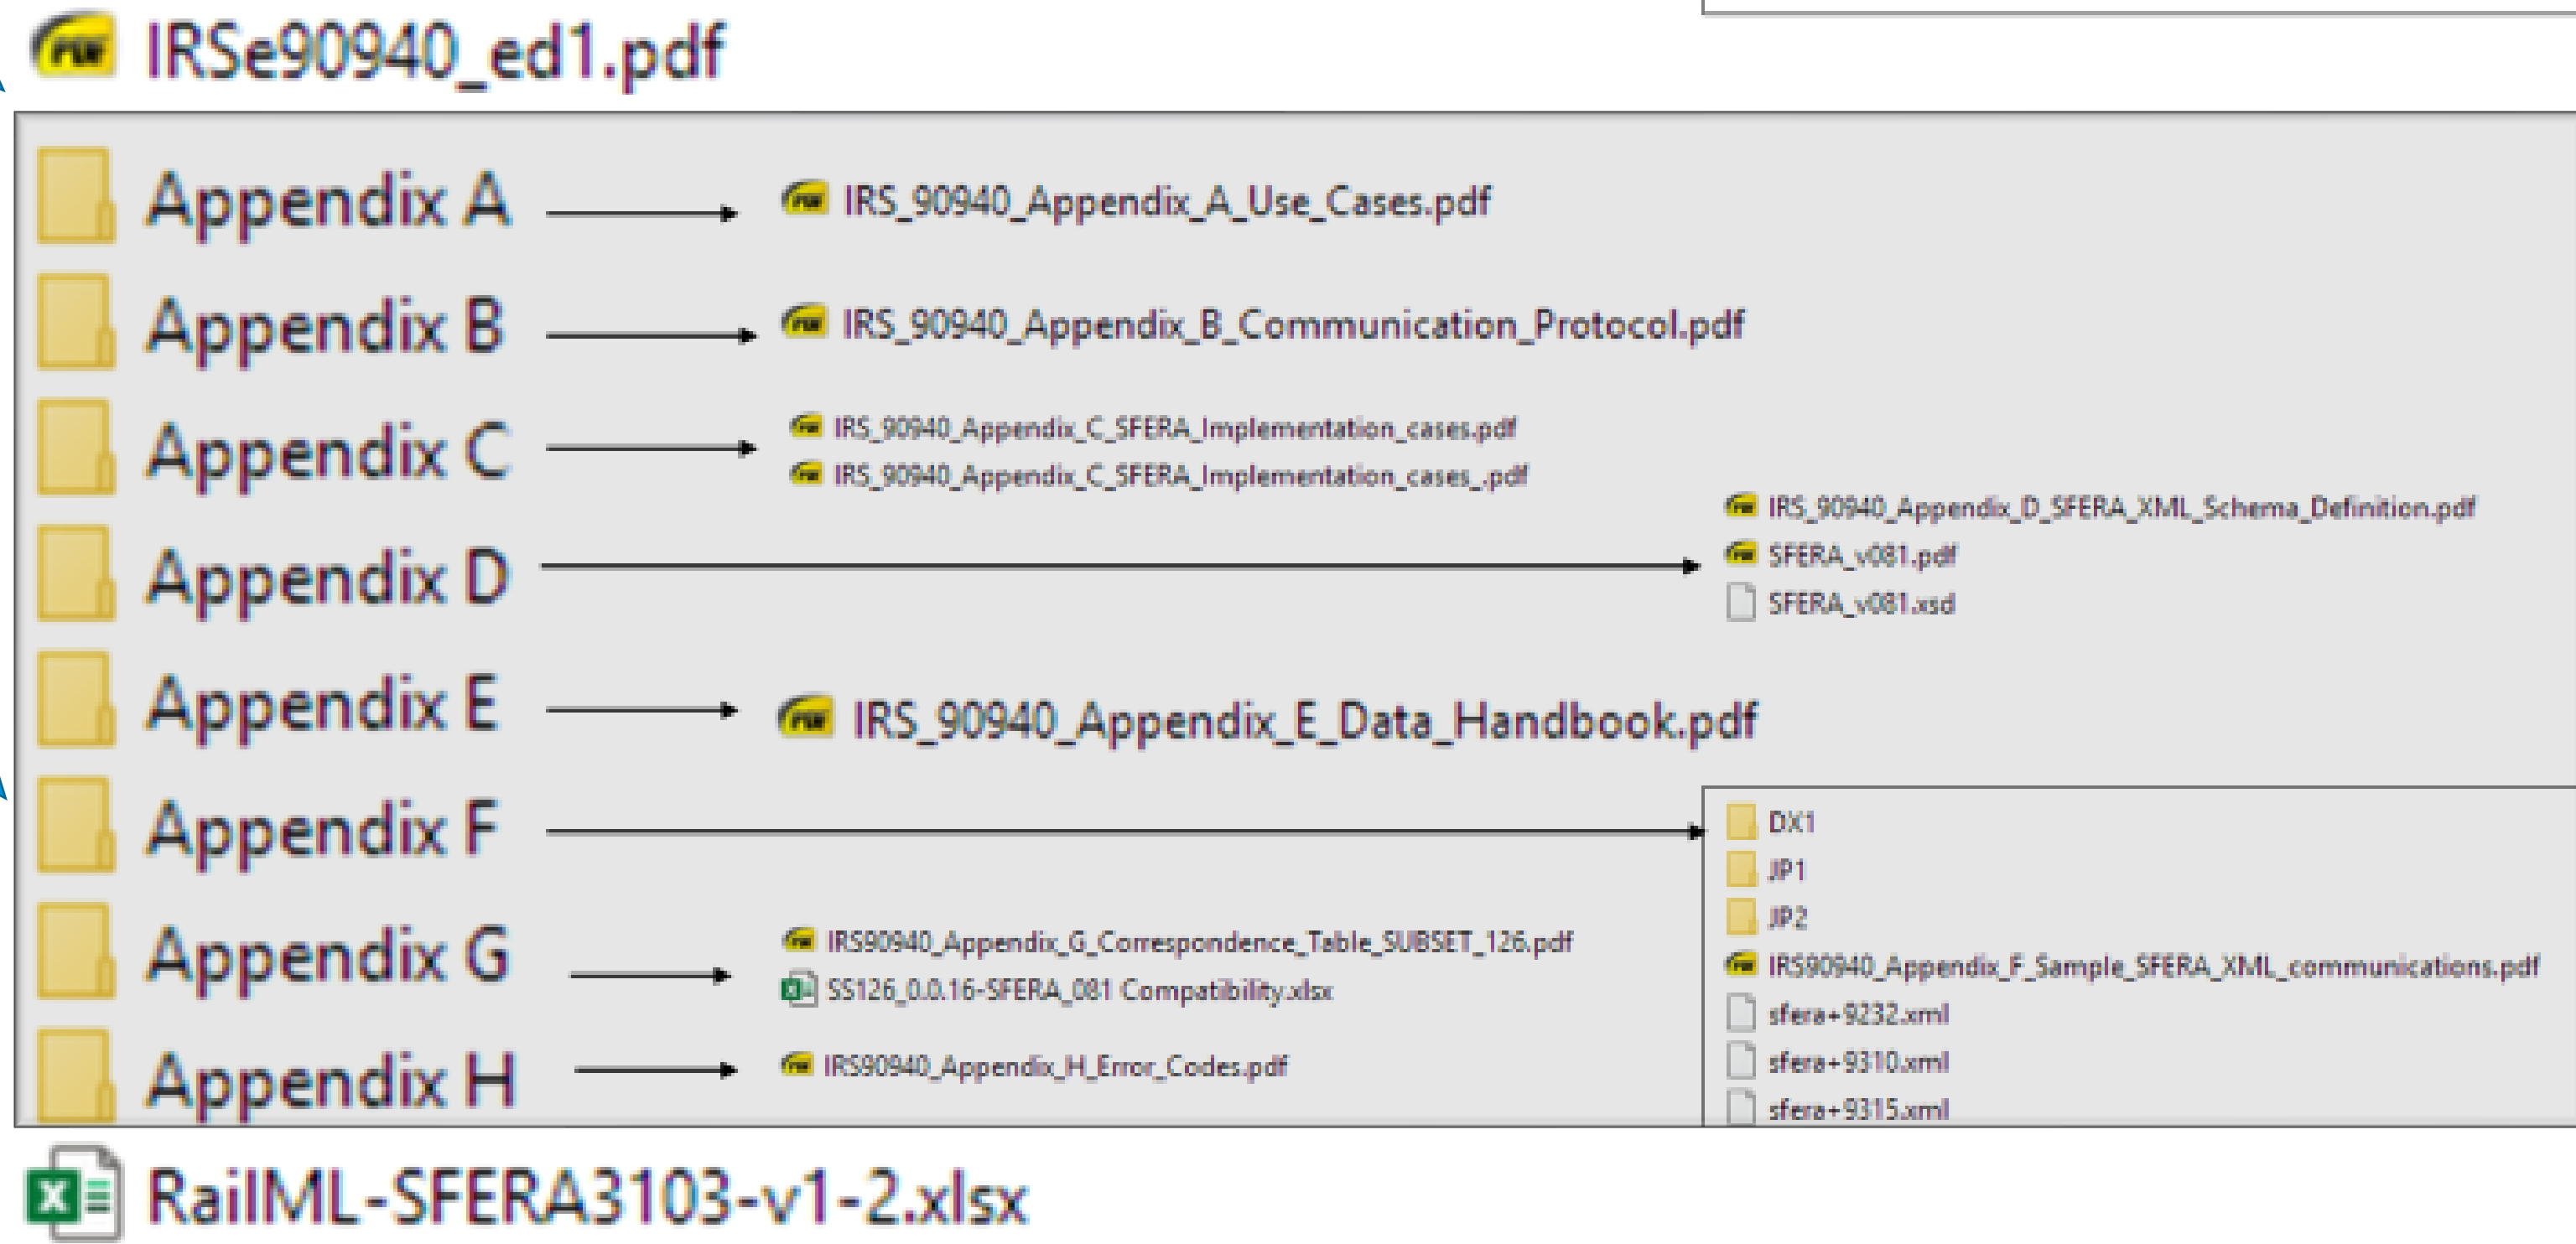 IRSe90940_ed1.pdf
Appendix A
IRS_90940_Appendix_A_Use_Cases.pdf
Appendix B
IRS_90940_Appendix_B_Communication_Protocol.pdf
Appendix C
IRS_90940_Appendix_C_SFERA_Implementation_cases.pdf
IRS_90940_Appendix_C_SFERA_Implementation_cases_.pdf
Appendix D
IRS_90940_Appendix_D_SFERA_XML_Schema_Definition.pdf
SFERA_v081.pdf
SFERA_v081.xsd
Appendix E
IRS_90940_Appendix_E_Data_Handbook.pdf
Appendix F
DX1
JP1
JP2
IRS90940_Appendix_F_Sample_SFERA_XML_communications.pdf
sfera+9232.xml
sfera+9310.xml
sfera+9315.xml
Appendix G
IRS90940_Appendix_G_Correspondence_Table_SUBSET_126.pdf
SS126_0.0.16-SFERA_081 Compatibility.xlsx
Appendix H
IRS90940_Appendix_H_Error_Codes.pdf
RailML-SFERA3103-v1-2.xlsx